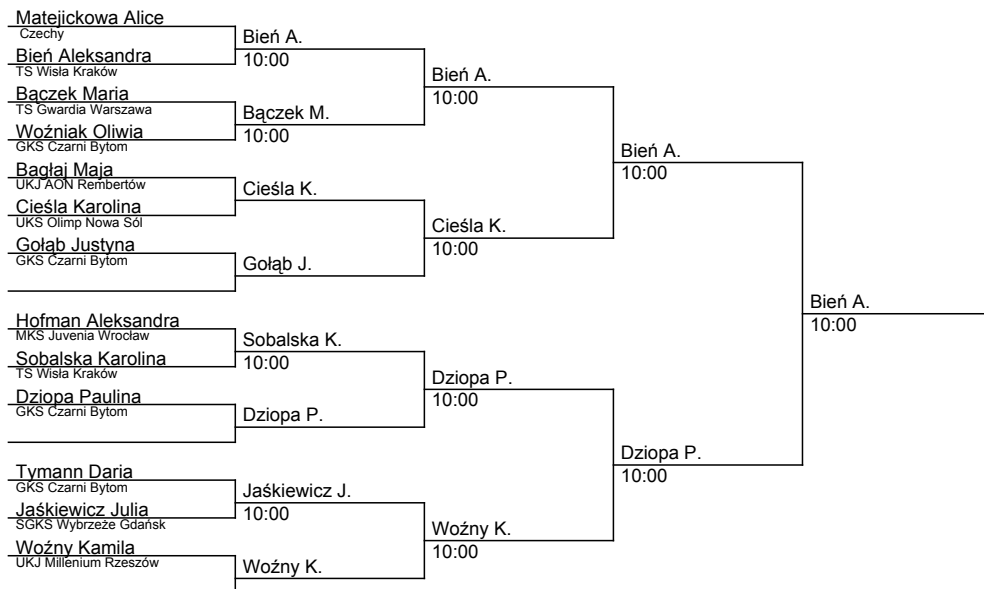 Matejickowa Alice
Czechy
Bień Aleksandra
TS Wisła Kraków
Bączek Maria
TS Gwardia Warszawa
Woźniak Oliwia
GKS Czarni Bytom
Bagłaj Maja
UKJ AON Rembertów
Cieśla Karolina
UKS Olimp Nowa Sól
Gołąb Justyna
GKS Czarni Bytom
Hofman Aleksandra
MKS Juvenia Wrocław
Sobalska Karolina
TS Wisła Kraków
Dziopa Paulina
GKS Czarni Bytom
Tymann Daria
GKS Czarni Bytom
Jaśkiewicz Julia
SGKS Wybrzeże Gdańsk
Woźny Kamila
UKJ Millenium Rzeszów
Bień A.
10:00
Bączek M.
10:00
Cieśla K.
Gołąb J.
Sobalska K.
10:00
Dziopa P.
Jaśkiewicz J.
10:00
Woźny K.
Bień A.
10:00
Cieśla K.
10:00
Dziopa P.
10:00
Woźny K.
10:00
Bień A.
10:00
Dziopa P.
10:00
Bień A.
10:00